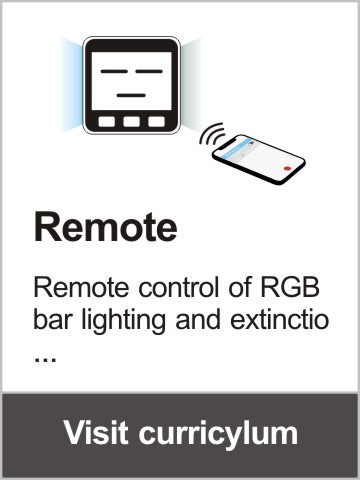 Remote
Remote control of RGB
bar lighting and extinctio
...
Visit curricylum